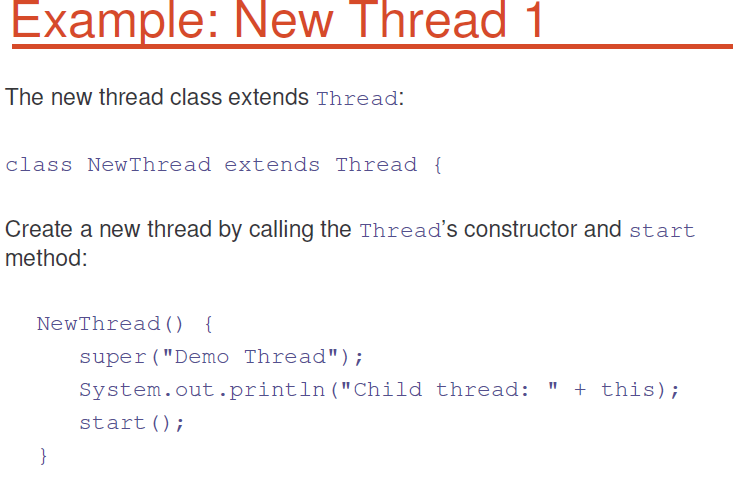 Example: New Thread 1
The new thread class extends Thread:
class NewThread extends Thread {
Create a new thread by calling the Thread’s constructor and start
method:
NewThread() {
super("Demo Thread");
System.out.println("Child thread: " + this);
start();
}